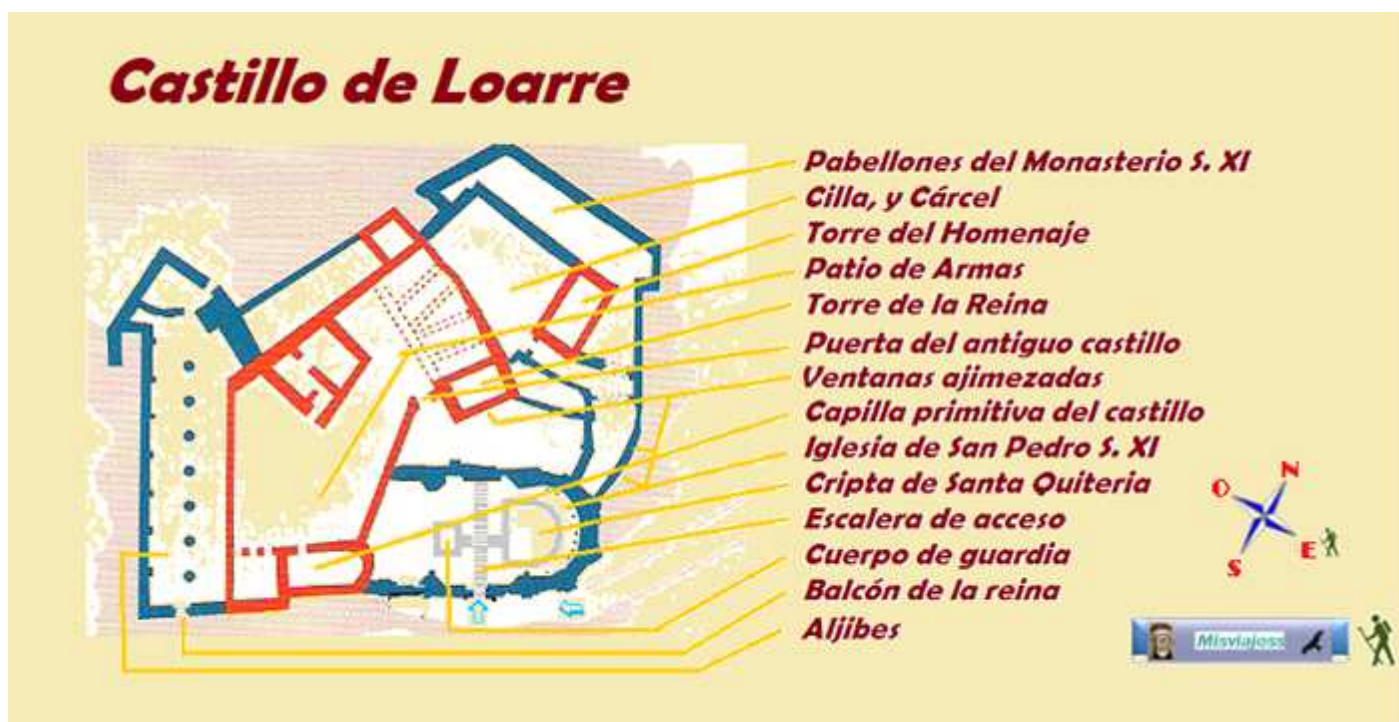 Castillo de Loarre
Pabellones del Monasterio S. XI
Cilla, y Cárcel
Torre del Homenaje
Patio de Armas
Torre de la Reina
Puerta del antiguo castillo
Ventanas ajimezadas
Capilla primitiva del castillo
Iglesia de San Pedro S. XI
Cripta de Santa Quiteria
Escalera de acceso
Cuerpo de guardia
Balcón de la reina
Aljibes
N
O
E
S
Misviajess